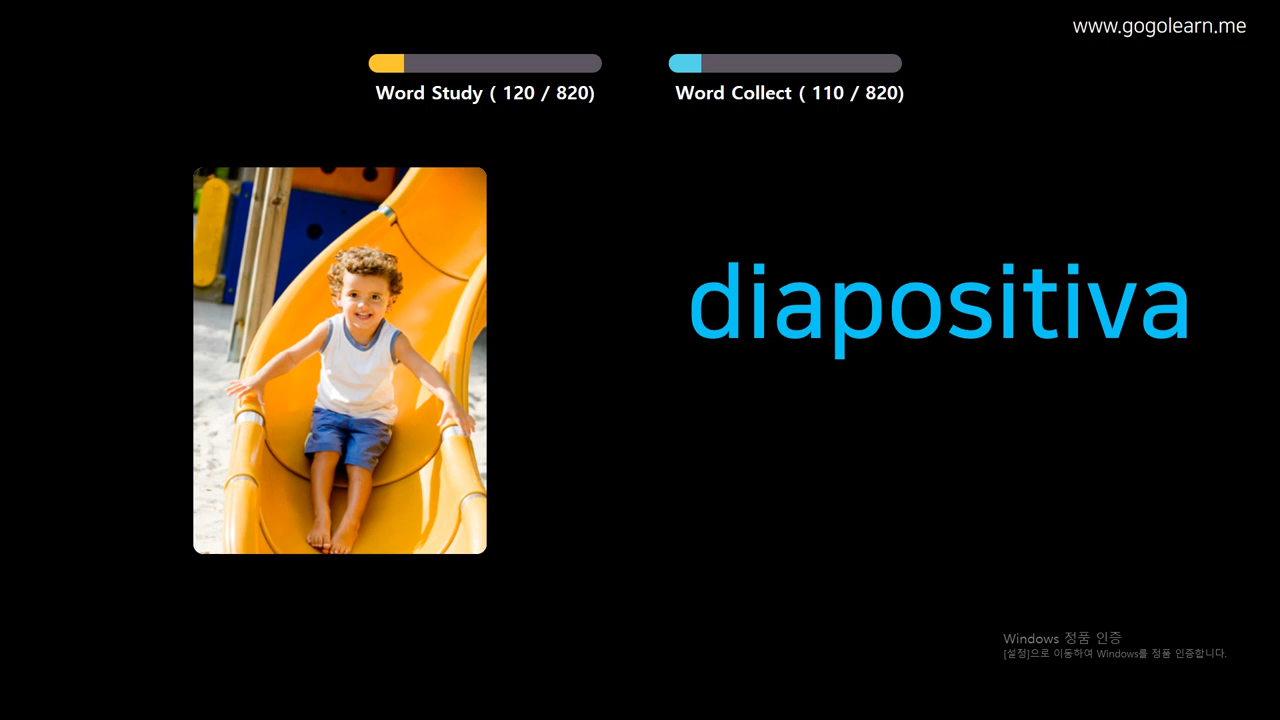 www.gogolearn.me
Word Study ( 120 / 820)
Word Collect ( 110 / 820)
diapositiva
Windows 정품 인증
[설정]으로 이동하여 Windows를 정품 인증합니다.